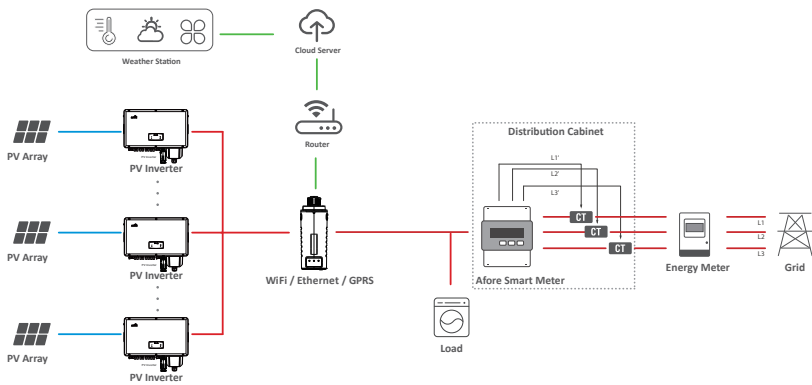 Weather Station
Cloud Server
Router
Distribution Cabinet
L1'
L2'
L3'
PV Array
PV Inverter
PV Array
PV Inverter
PV Array
PV Inverter
WiFi / Ethernet / GPRS
CT
CT
CT
L1
L2
L3
Afore Smart Meter
Energy Meter
Grid
Load